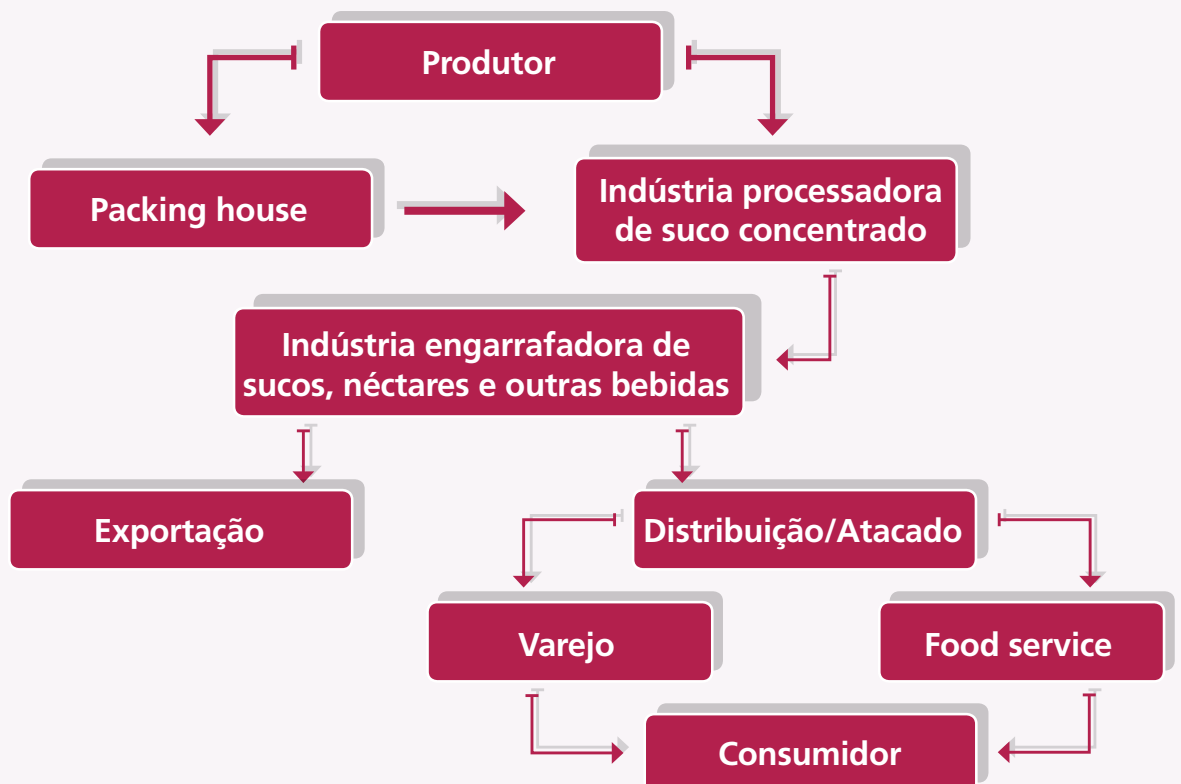 Produtor
Packing house
Indústria processadora
de suco concentrado
Indústria engarrafadora de
sucos, néctares e outras bebidas
Exportação
Distribuição/Atacado
Varejo
Food service
Consumidor